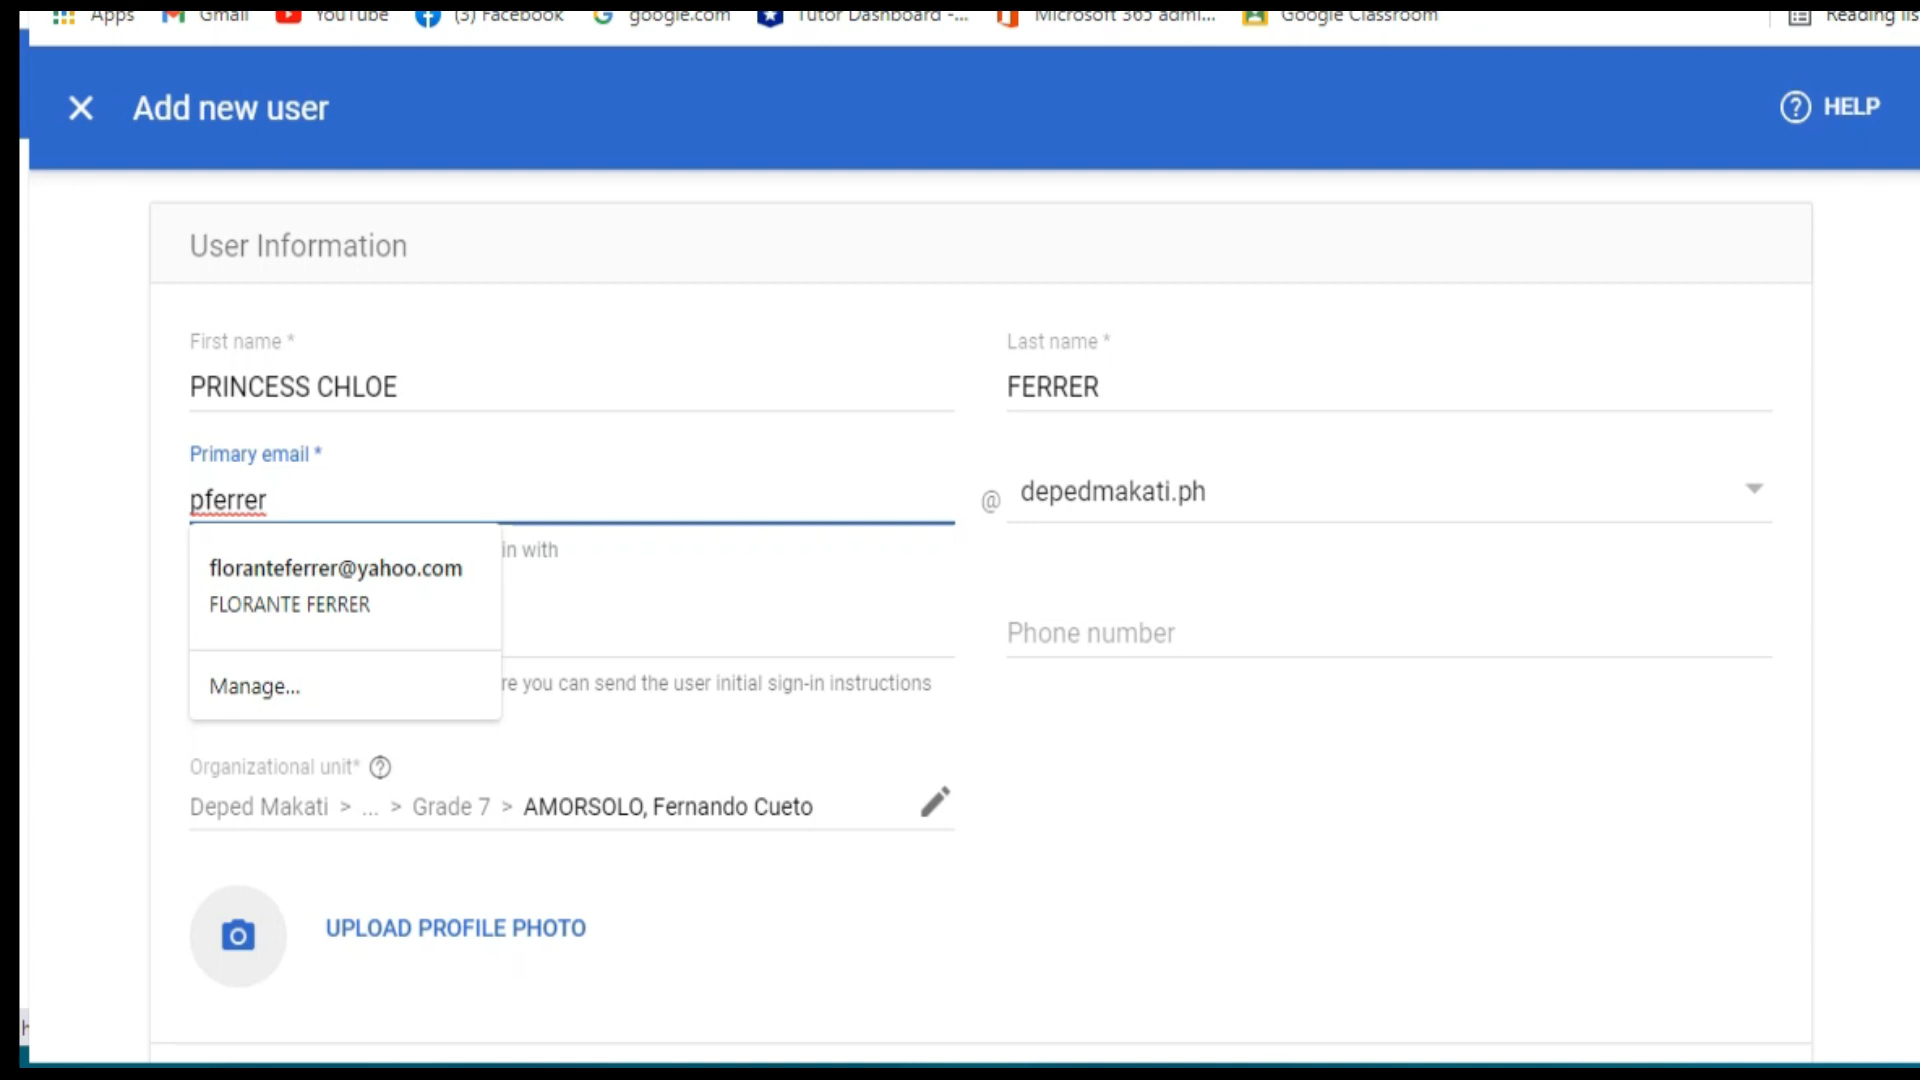 Apps Gmail YouTube (3) Facebook google.com Tutor Dashboard -... Microsoft 365 admi... Google Classroom Reading lis
Add new user
HELP
User Information
First name * Last name *
PRINCESS CHLOE FERRER
Primary email *
pferrer @ depedmakati.ph
in with
floranteferrer@yahoo.com
FLORANTE FERRER
Phone number
Manage...
re you can send the user initial sign-in instructions
Organizational unit*
Deped Makati > ... > Grade 7 > AMORSOLO, Fernando Cueto
UPLOAD PROFILE PHOTO